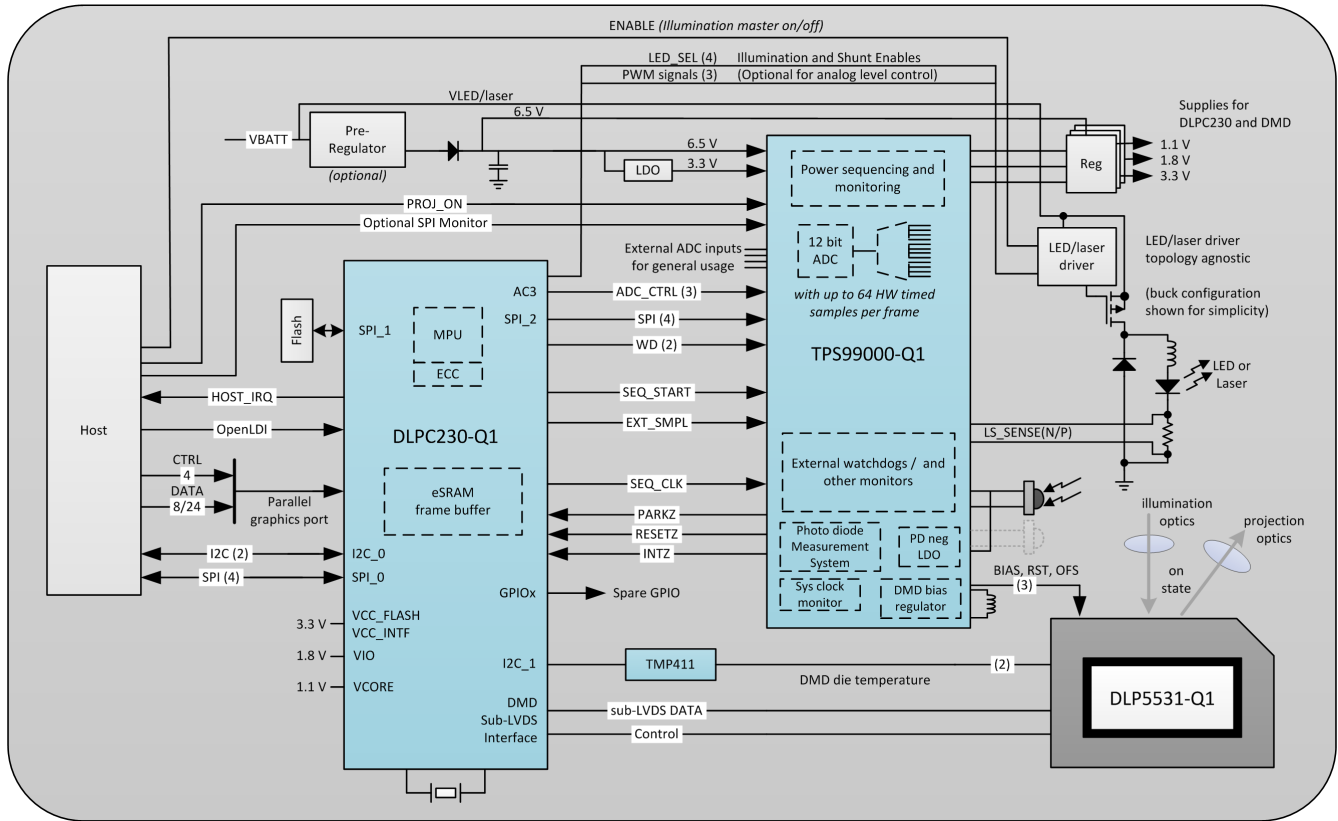 ENABLE (Illumination master on/off)
LED_SEL (4) Illumination and Shunt Enables
PWM signals (3) (Optional for analog level control)
VLED/laser
6.5 V
VBATT
Pre-
Regulator
(optional)
6.5 V
LDO
3.3 V
Power sequencing and
monitoring
Reg
Supplies for
DLPC230 and DMD
1.1 V
1.8 V
3.3 V
PROJ_ON
Optional SPI Monitor
External ADC inputs
for general usage
12 bit
ADC
with up to 64 HW timed
samples per frame
TPS99000-Q1
LED/laser
driver
LED/laser driver
topology agnostic
(buck configuration
shown for simplicity)
LED or
Laser
LS_SENSE(N/P)
Host
Flash
SPI_1
MPU
ECC
AC3
SPI_2
ADC_CTRL (3)
SPI (4)
WD (2)
SEQ_START
EXT_SMPL
SEQ_CLK
PARKZ
RESETZ
INTZ
HOST_IRQ
OpenLDI
CTRL
4
DATA
8/24
Parallel
graphics port
I2C (2)
SPI (4)
DLPC230-Q1
eSRAM
frame buffer
I2C_0
SPI_0
GPIOx
Spare GPIO
3.3 V
VCC_FLASH
VCC_INTF
1.8 V
VIO
1.1 V
VCORE
I2C_1
DMD
Sub-LVDS
Interface
External watchdogs / and
other monitors
Photo diode
Measurement
System
PD neg
LDO
Sys clock
monitor
DMD bias
regulator
BIAS, RST, OFS
(3)
illumination
optics
projection
optics
on
state
TMP411
(2)
DMD die temperature
sub-LVDS DATA
Control
DLP5531-Q1